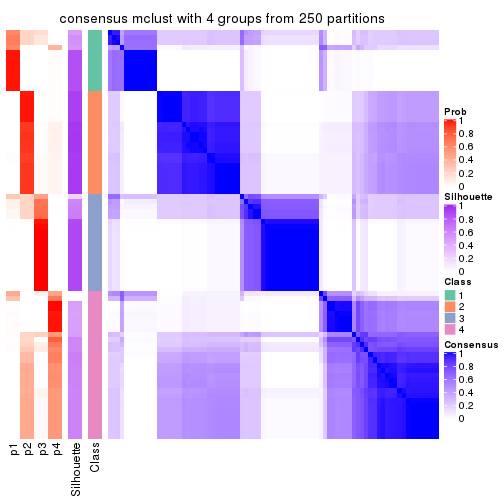 consensus mclust with 4 groups from 250 partitions
Prob
1
0.8
0.6
0.4
0.2
0
Silhouette
1
0.8
0.6
0.4
0.2
0
Class
1
2
3
4
Consensus
1
0.8
0.6
0.4
0.2
0
p1
p2
p3
p4
Silhouette
Class